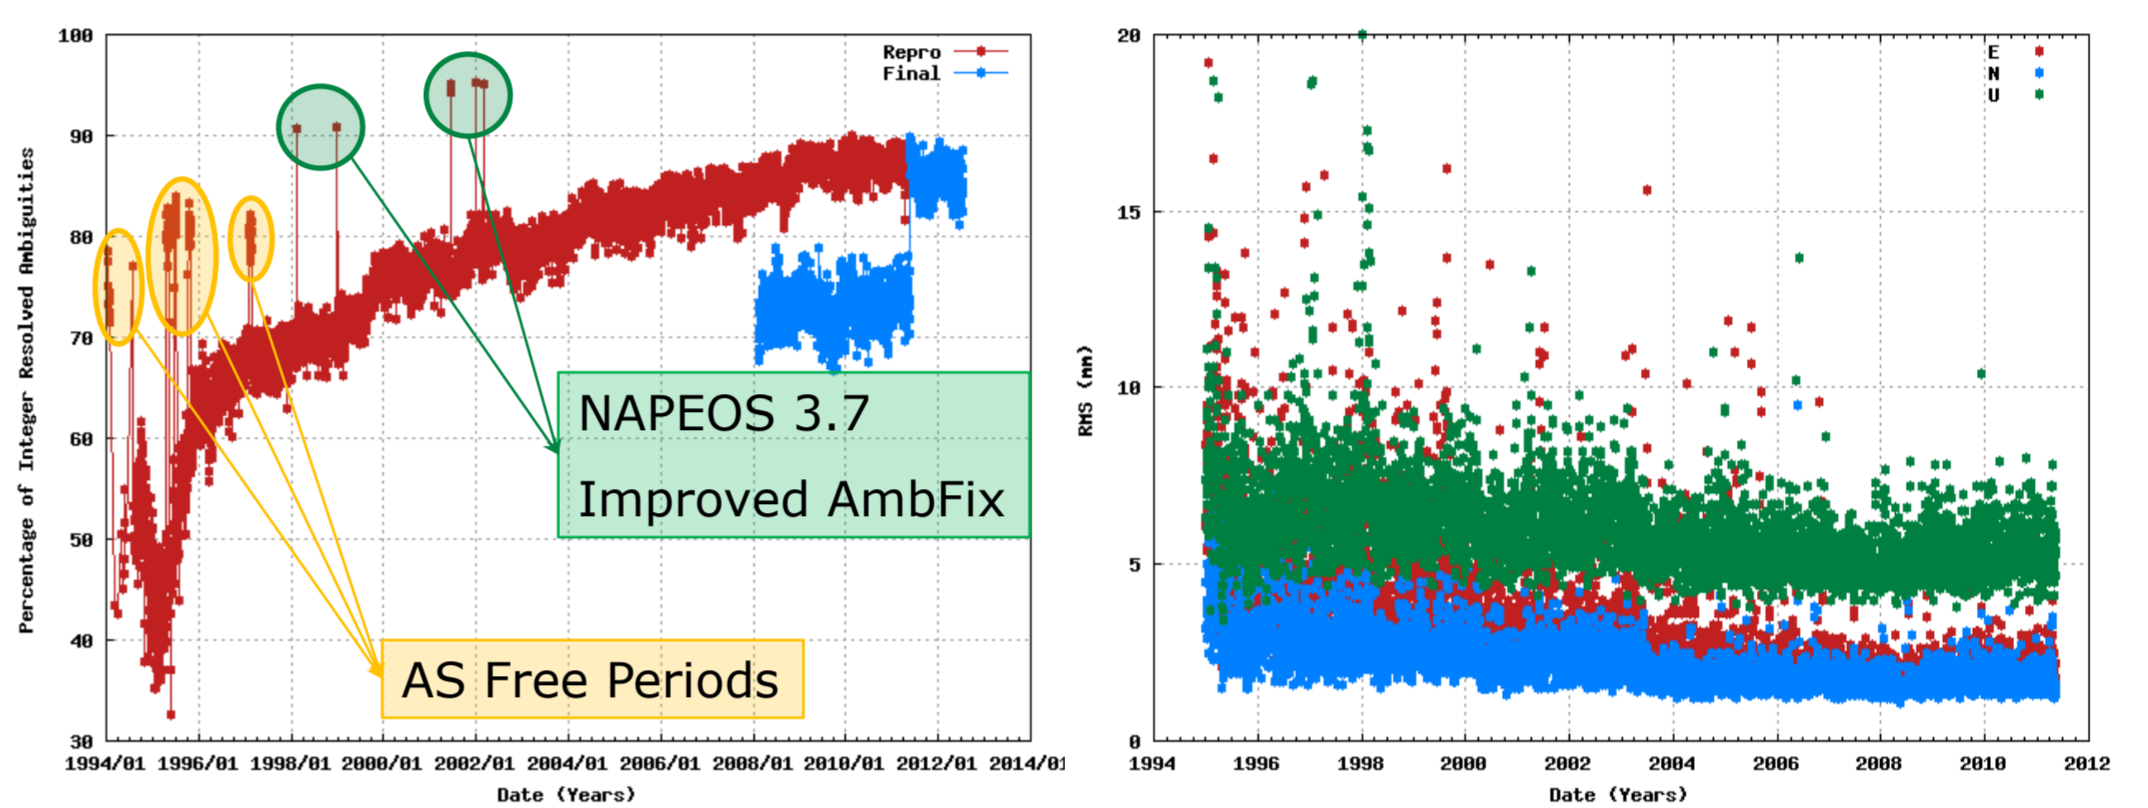 100
90
80
70
60
50
40
30
Percentage of Integer Resolved Ambiguities
Repro
Final
NAPEOS 3.7
Improved AmbFix
AS Free Periods
1994/01 1996/01 1998/01 2000/01 2002/01 2004/01 2006/01 2008/01 2010/01 2012/01 2014/01
Date (Years)
20
15
10
5
0
RMS (mm)
E
N
U
1994 1996 1998 2000 2002 2004 2006 2008 2010 2012
Date (Years)